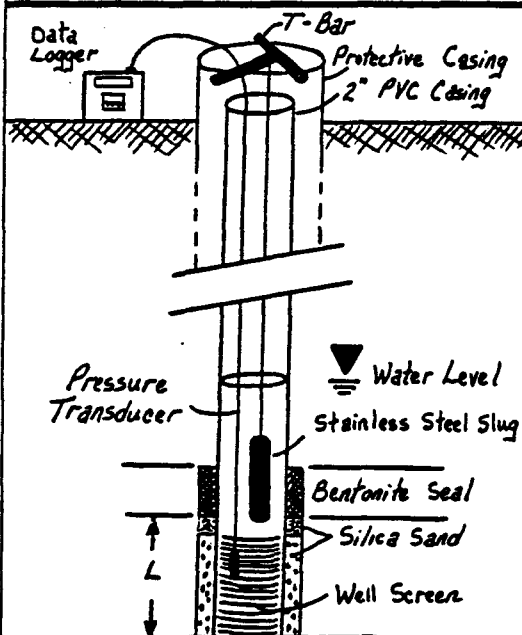 T-Bar
Data
Logger
Protective Casing
2" PVC Casing
Water Level
Pressure
Transducer
Stainless Steel Slug
Bentonite Seal
Silica Sand
L
Well Screen